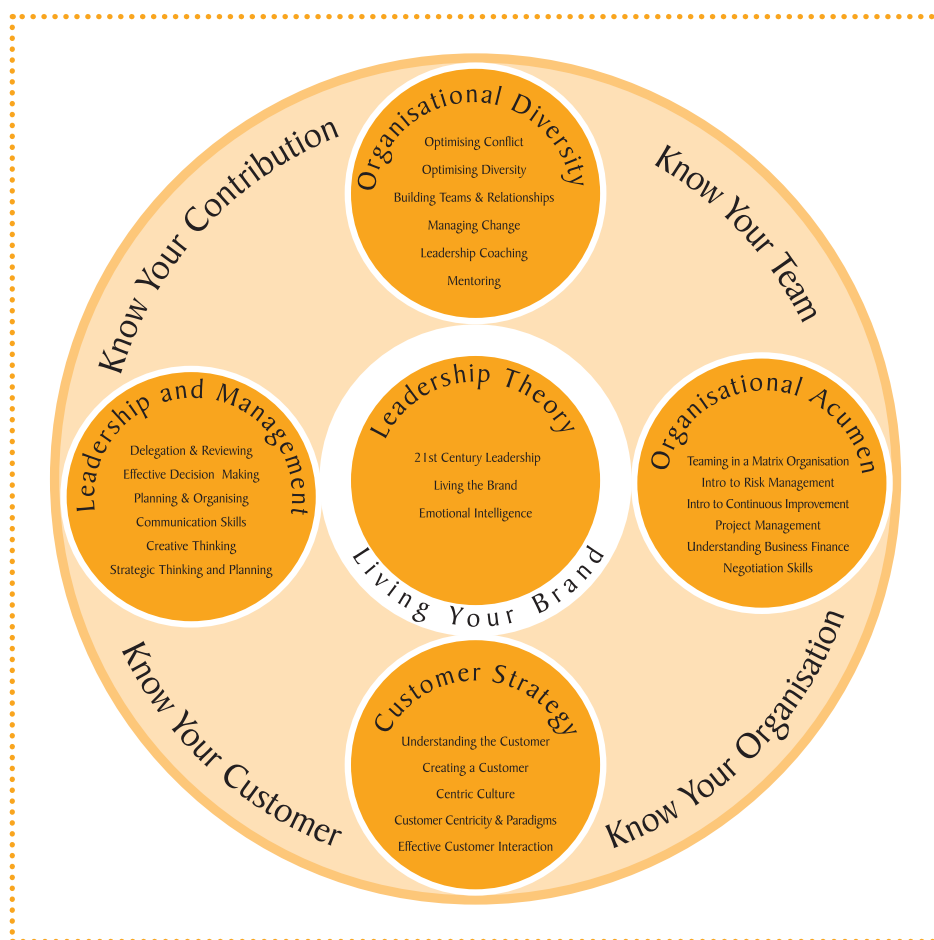 Know Your Contribution
Know Your Team
Organisational Diversity
Optimising Conflict
Optimising Diversity
Building Teams & Relationships
Managing Change
Leadership Coaching
Mentoring
Leadership and Management
Delegation & Reviewing
Effective Decision Making
Planning & Organising
Communication Skills
Creative Thinking
Strategic Thinking and Planning
Leadership Theory
21st Century Leadership
Living the Brand
Emotional Intelligence
Living Your Brand
Organisational Acumen
Teaming in a Matrix Organisation
Intro to Risk Management
Intro to Continuous Improvement
Project Management
Understanding Business Finance
Negotiation Skills
Know Your Customer
Know Your Organisation
Customer Strategy
Understanding the Customer
Creating a Customer
Centric Culture
Customer Centricity & Paradigms
Effective Customer Interaction